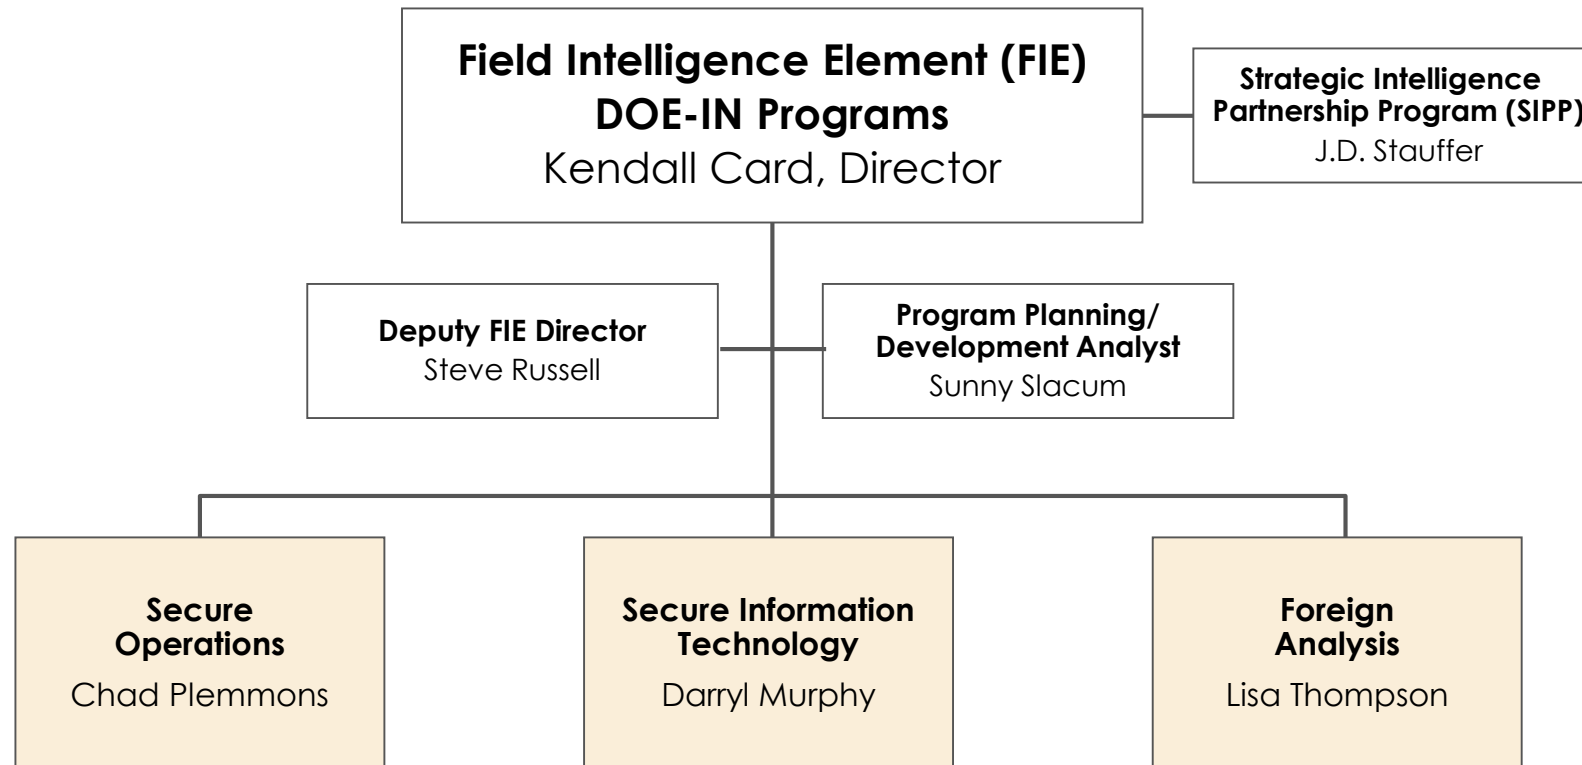 Field Intelligence Element (FIE)
DOE-IN Programs
Kendall Card, Director
Strategic Intelligence
Partnership Program (SIPP)
J.D. Stauffer
Deputy FIE Director
Steve Russell
Program Planning/
Development Analyst
Sunny Slacum
Secure
Operations
Chad Plemmons
Secure Information
Technology
Darryl Murphy
Foreign
Analysis
Lisa Thompson